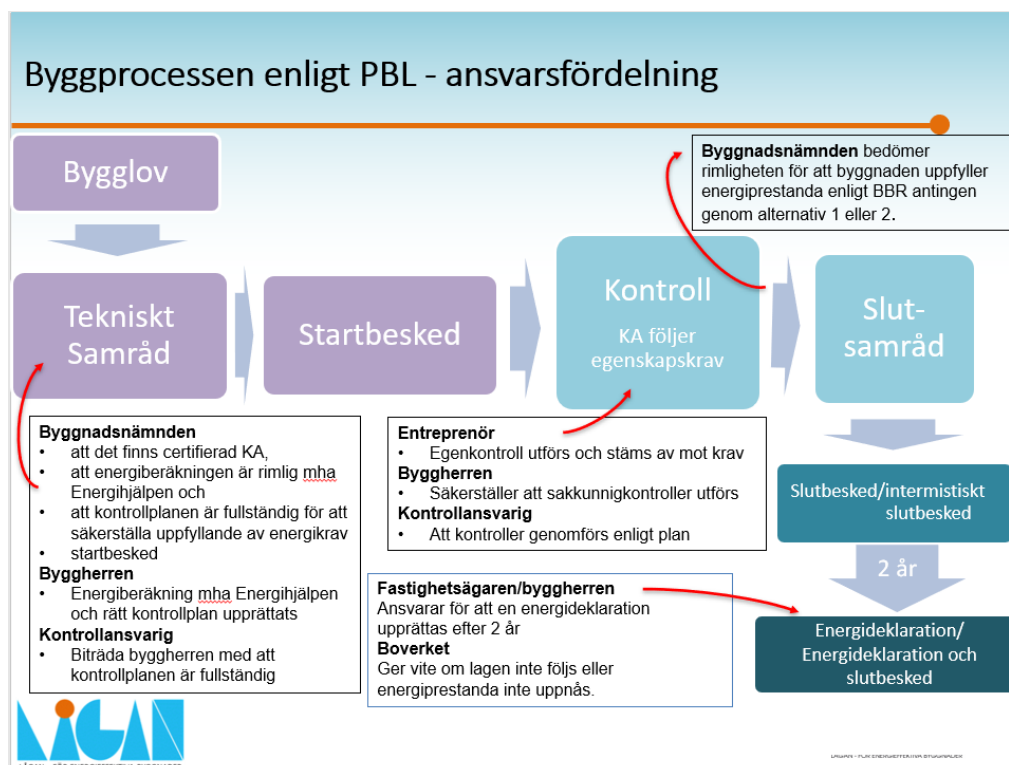 Byggprocessen enligt PBL - ansvarsfördelning
Bygglov
Byggnadsnämnden bedömer
rimligheten för att byggnaden uppfyller
energiprestanda enligt BBR antingen
genom alternativ 1 eller 2.
Tekniskt
Samråd
Startbesked
Kontroll
KA följer
egenskapskrav
Slut-
samråd
Byggnadsnämnden
• att det finns certifierad KA,
• att energiberäkningen är rimlig mha
Energihjälpen och
• att kontrollplanen är fullständig för att
säkerställa uppfyllande av energikrav
• startbesked
Byggherren
• Energiberäkning mha Energihjälpen
och rätt kontrollplan upprättats
Kontrollansvarig
• Biträda byggherren med att
kontrollplanen är fullständig
Entreprenör
• Egenkontroll utförs och stäms av mot krav
Byggherren
• Säkerställer att sakkunnigkontroller utförs
Kontrollansvarig
• Att kontroller genomförs enligt plan
Slutbesked/intermistiskt
slutbesked
2 år
Fastighetsägaren/byggherren
Ansvarar för att en energideklaration
upprättas efter 2 år
Boverket
Ger vite om lagen inte följs eller
energiprestanda inte uppnås.
Energideklaration/
Energideklaration och
slutbesked
LÅGAN